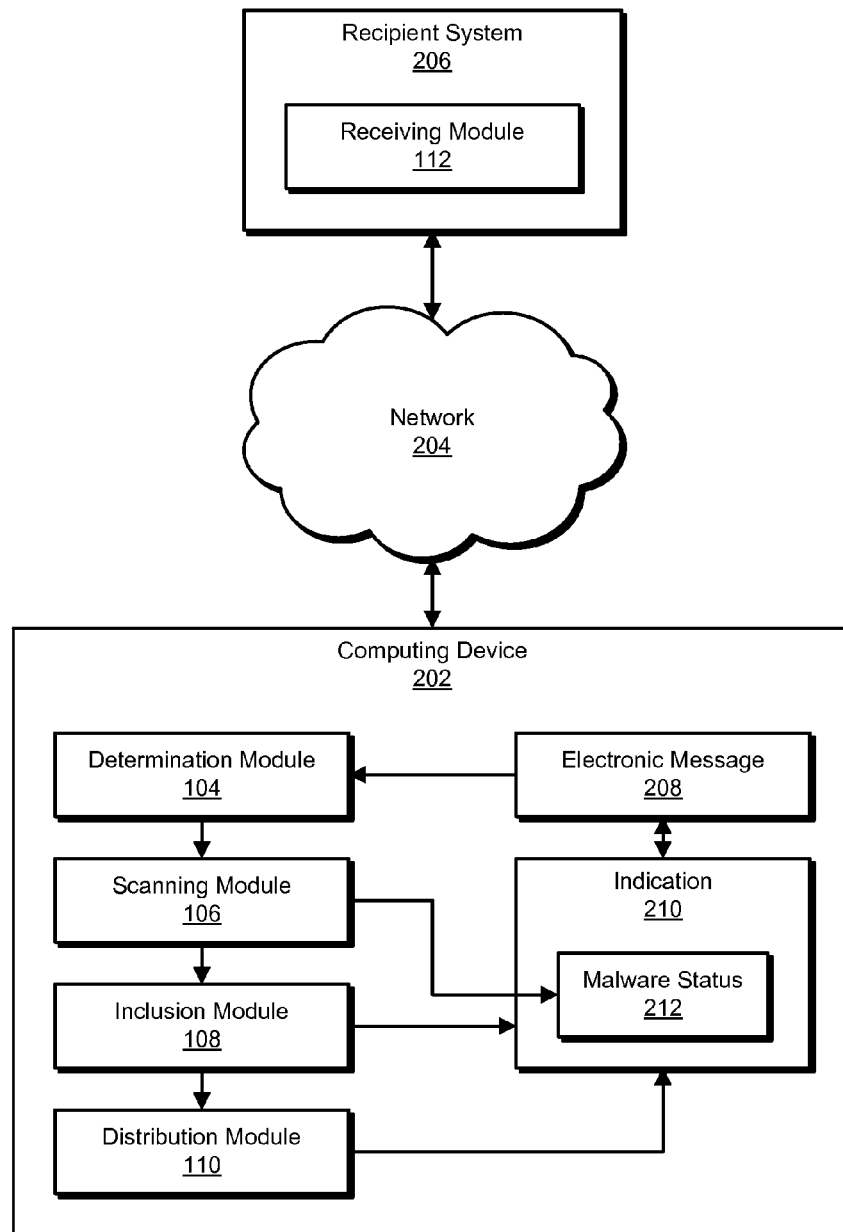 Recipient System
206
Receiving Module
112
Network
204
Computing Device
202
Determination Module
104
Electronic Message
208
Scanning Module
106
Indication
210
Malware Status
212
Inclusion Module
108
Distribution Module
110